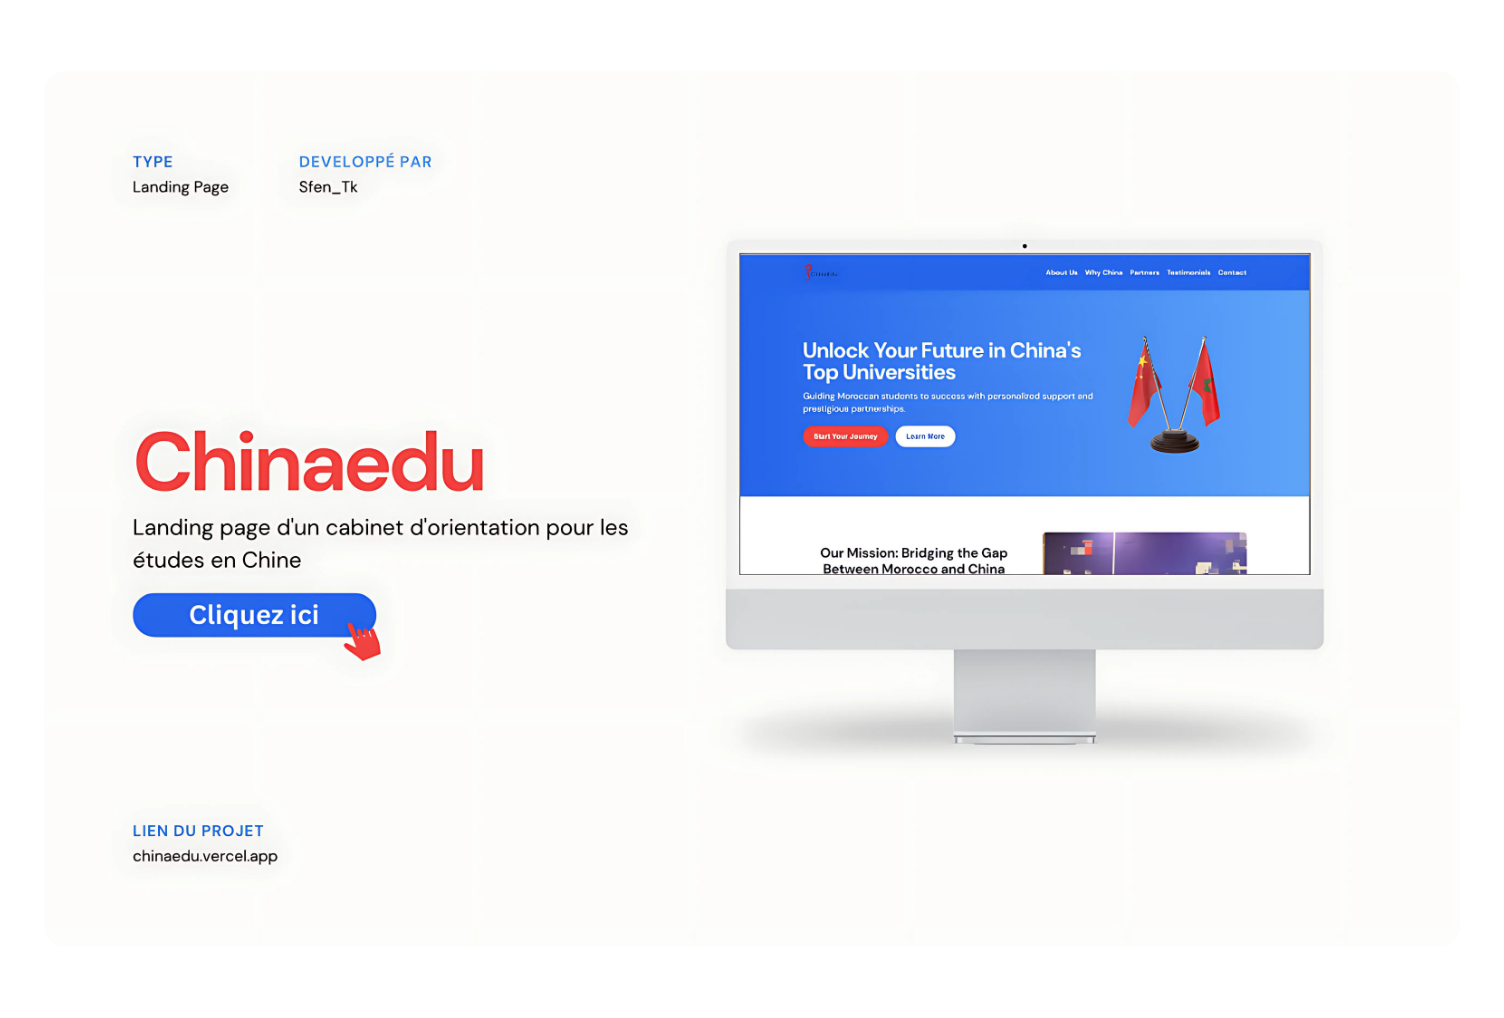 TYPE
Landing Page
DEVELOPPÉ PAR
Sfen_Tk
Chinaedu
Landing page d'un cabinet d'orientation pour les
études en Chine
Cliquez ici
LIEN DU PROJET
chinaedu.vercel.app
ChinaEdu
About Us Why China Partners Testimonials Contact
Unlock Your Future in China's
Top Universities
Guiding Moroccan students to success with personalized support and
prestigious partnerships.
Start Your Journey
Learn More
Our Mission: Bridging the Gap
Between Morocco and China